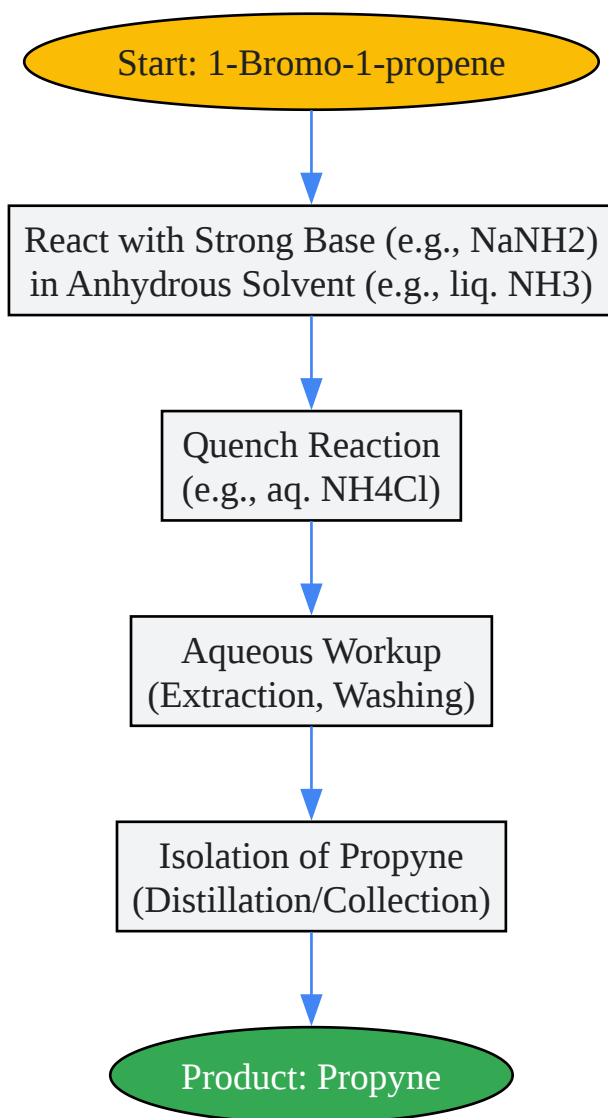 Start: 1-Bromo-1-propene
React with Strong Base (e.g., NaNH2)
in Anhydrous Solvent (e.g., liq. NH3)
Quench Reaction
(e.g., aq. NH4Cl)
Aqueous Workup
(Extraction, Washing)
Isolation of Propyne
(Distillation/Collection)
Product: Propyne